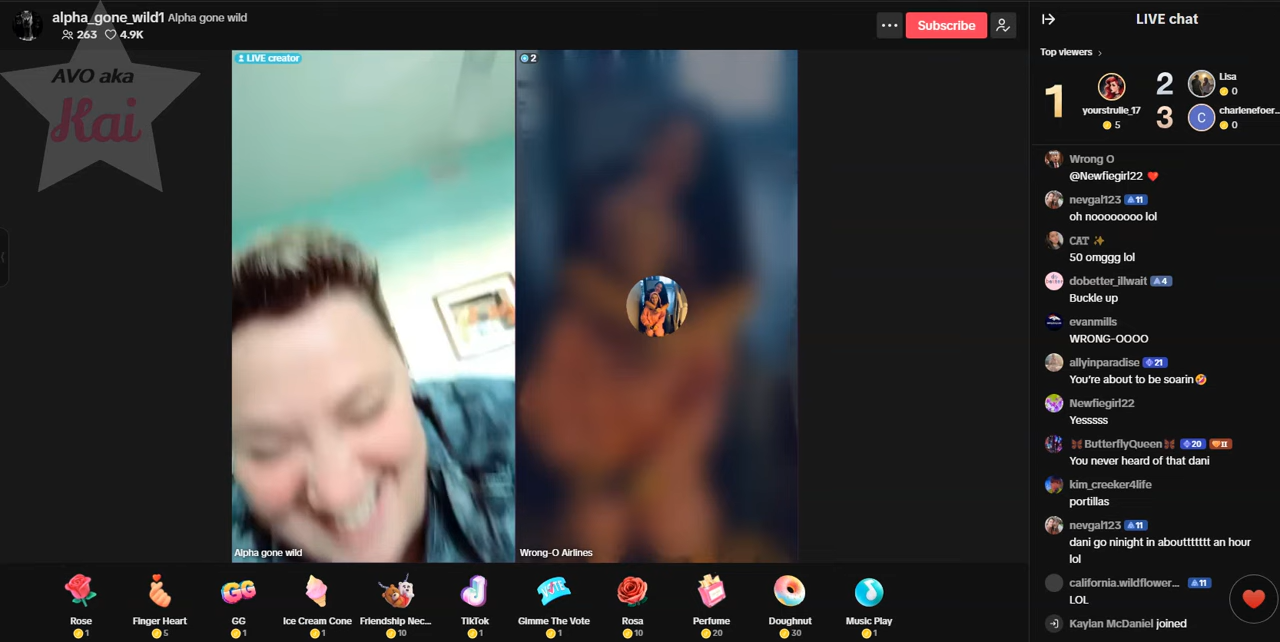 alpha_gone_wild1 Alpha gone wild
263 4.9K
Subscribe
AVO aka
Kai
LIVE creator
2
Alpha gone wild
Wrong-O Airlines
Rose
1
Finger Heart
5
GG
1
Ice Cream Cone
1
Friendship Nec...
10
TikTok
1
Gimme The Vote
1
Rosa
10
Perfume
20
Doughnut
30
Music Play
1
LIVE chat
Top viewers
1
yourstrulie_17
5
2
Lisa
0
3
C
charlenefoer...
0
Wrong O
@Newfiegirl22 ❤️
nevgal123 11
oh noooooooo lol
CAT ✨
50 omggg lol
dobetter_illwait 4
Buckle up
evanmills
WRONG-OOOO
allyinparadise 21
You're about to be soarin🤣
Newfiegirl22
Yesssss
🦋ButterflyQueen🦋 20 II
You never heard of that dani
kim_creeker4life
portillas
nevgal123 11
dani go ninight in aboutttttt an hour
lol
california.wildflower... 11
LOL
Kaylan McDaniel joined